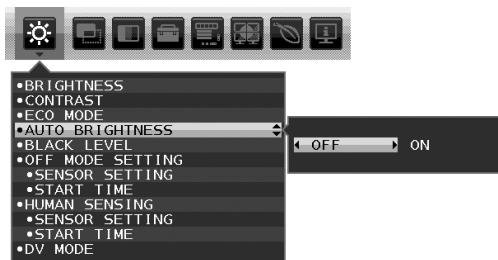 •BRIGHTNESS
•CONTRAST
•ECO MODE
•AUTO BRIGHTNESS
OFF ON
•BLACK LEVEL
•OFF MODE SETTING
•SENSOR SETTING
•START TIME
•HUMAN SENSING
•SENSOR SETTING
•START TIME
•DV MODE